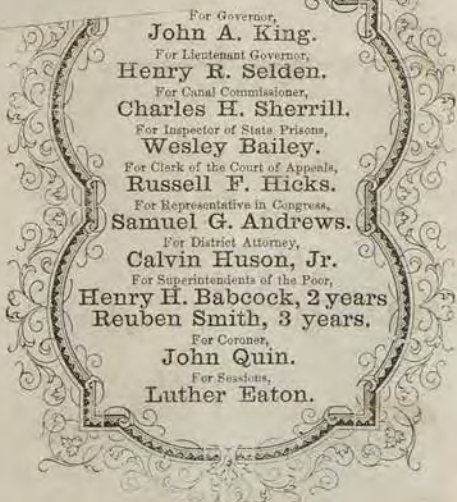 For Governor,
John A. King.
For Lieutenant Governor,
Henry R. Selden.
For Canal Commissioner,
Charles H. Sherrill.
For Inspector of State Prisons,
Wesley Bailey.
For Clerk of the Court of Appeals,
Russell F. Hicks.
For Representative in Congress,
Samuel G. Andrews.
For District Attorney,
Calvin Huson, Jr.
For Superintendents of the Poor,
Henry H. Babcock, 2 years
Reuben Smith, 3 years.
For Coroner,
John Quin.
For Sessions,
Luther Eaton.